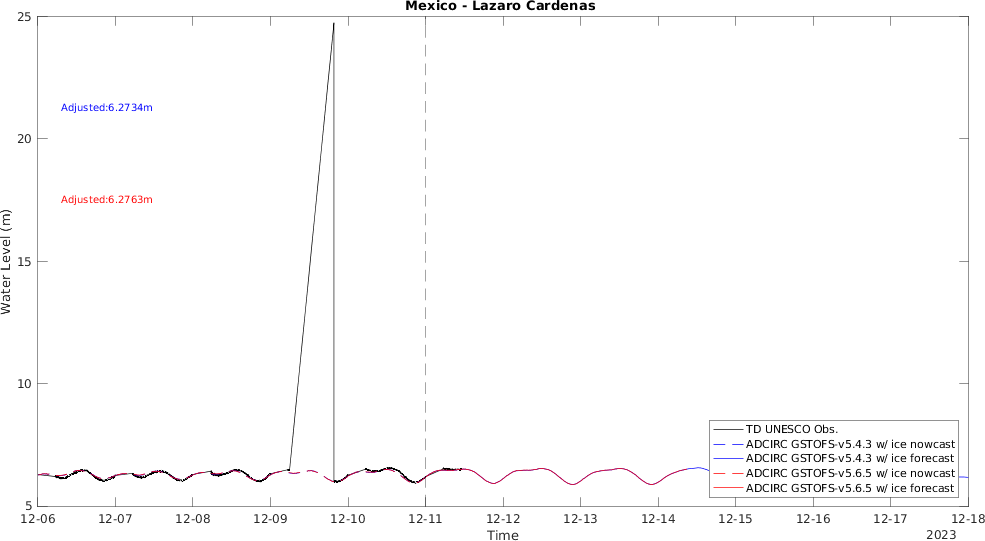 Mexico - Lazaro Cardenas
25
20
15
10
5
Water Level (m)
Adjusted:6.2734m
Adjusted:6.2763m
TD UNESCO Obs.
ADCIRC GSTOFS-v5.4.3 w/ ice nowcast
ADCIRC GSTOFS-v5.4.3 w/ ice forecast
ADCIRC GSTOFS-v5.6.5 w/ ice nowcast
ADCIRC GSTOFS-v5.6.5 w/ ice forecast
12-06 12-07 12-08 12-09 12-10 12-11 12-12 12-13 12-14 12-15 12-16 12-17 12-18
Time
2023